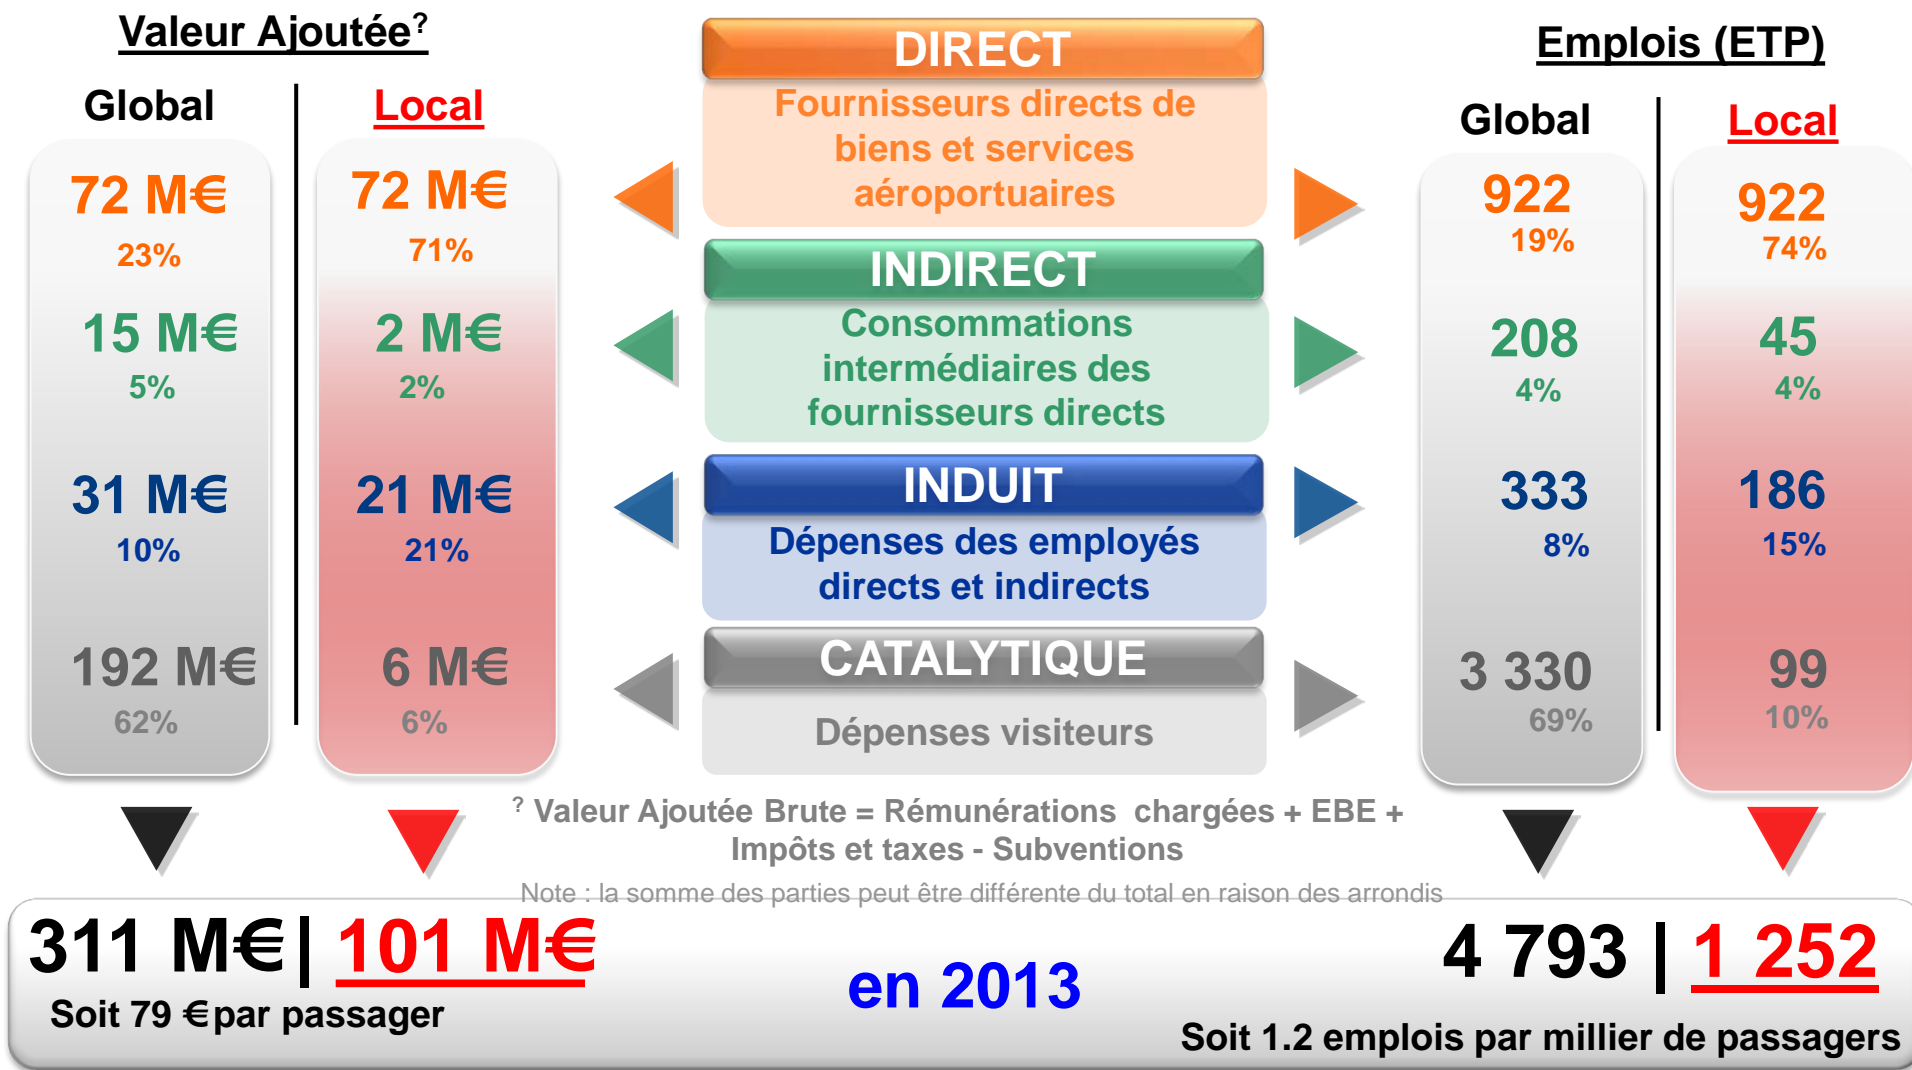 Valeur Ajoutée?
Global
Local
72 M€
72 M€
23%
71%
15 M€
2 M€
5%
2%
31 M€
21 M€
10%
21%
192 M€
6 M€
62%
6%
DIRECT
Fournisseurs directs de
biens et services
aéroportuaires
INDIRECT
Consommations
intermédiaires des
fournisseurs directs
INDUIT
Dépenses des employés
directs et indirects
CATALYTIQUE
Dépenses visiteurs
Emplois (ETP)
Global
Local
922
922
19%
74%
208
45
4%
4%
333
186
8%
15%
3 330
99
69%
10%
? Valeur Ajoutée Brute = Rémunérations chargées + EBE +
Impôts et taxes - Subventions
Note : la somme des parties peut être différente du total en raison des arrondis
311 M€ | 101 M€
Soit 79 € par passager
en 2013
4 793 | 1 252
Soit 1.2 emplois par millier de passagers